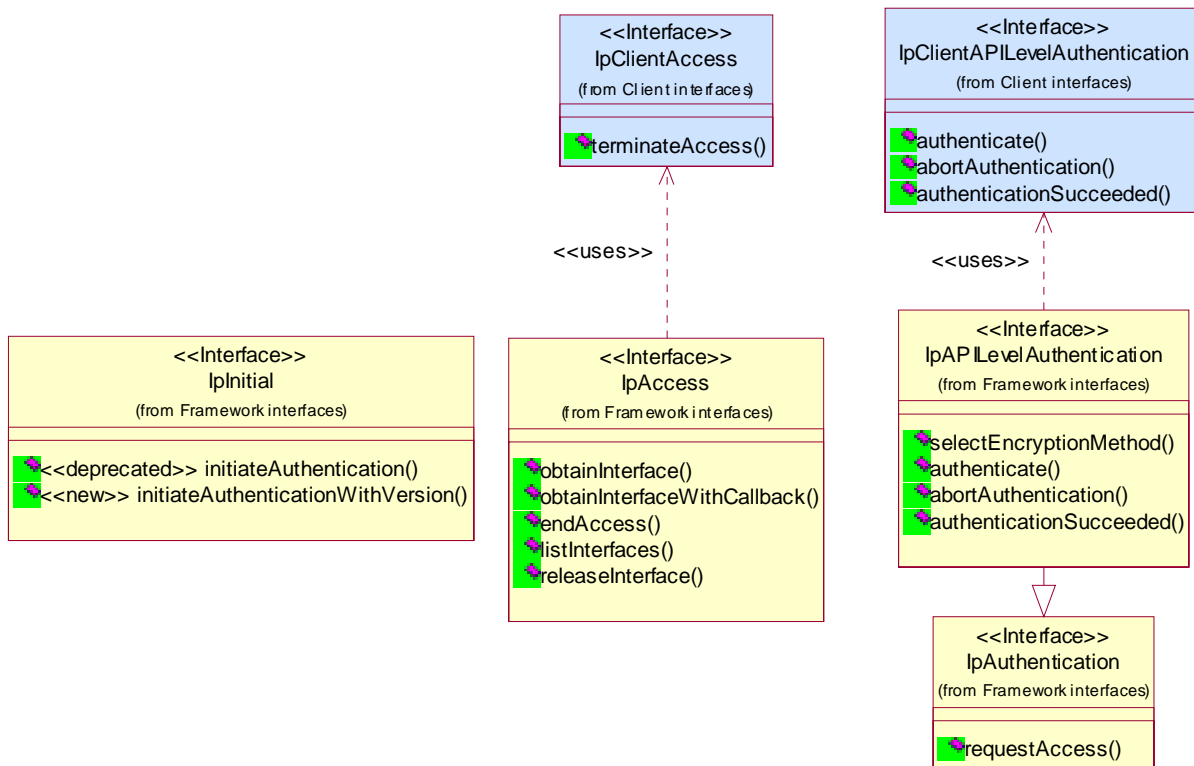 <<Interface>>
IpClientAccess
(from Client interfaces)
terminateAccess()
<<Interface>>
IpClientAPILevelAuthentication
(from Client interfaces)
authenticate()
abortAuthentication()
authenticationSucceeded()
<<uses>>
<<uses>>
<<Interface>>
IpInitial
(from Framework interfaces)
<<deprecated>> initiateAuthentication()
<<new>> initiateAuthenticationWithVersion()
<<Interface>>
IpAccess
(from Framework interfaces)
obtainInterface()
obtainInterfaceWithCallback()
endAccess()
listInterfaces()
releaseInterface()
<<Interface>>
IpAPILevelAuthentication
(from Framework interfaces)
selectEncryptionMethod()
authenticate()
abortAuthentication()
authenticationSucceeded()
<<Interface>>
IpAuthentication
(from Framework interfaces)
requestAccess()